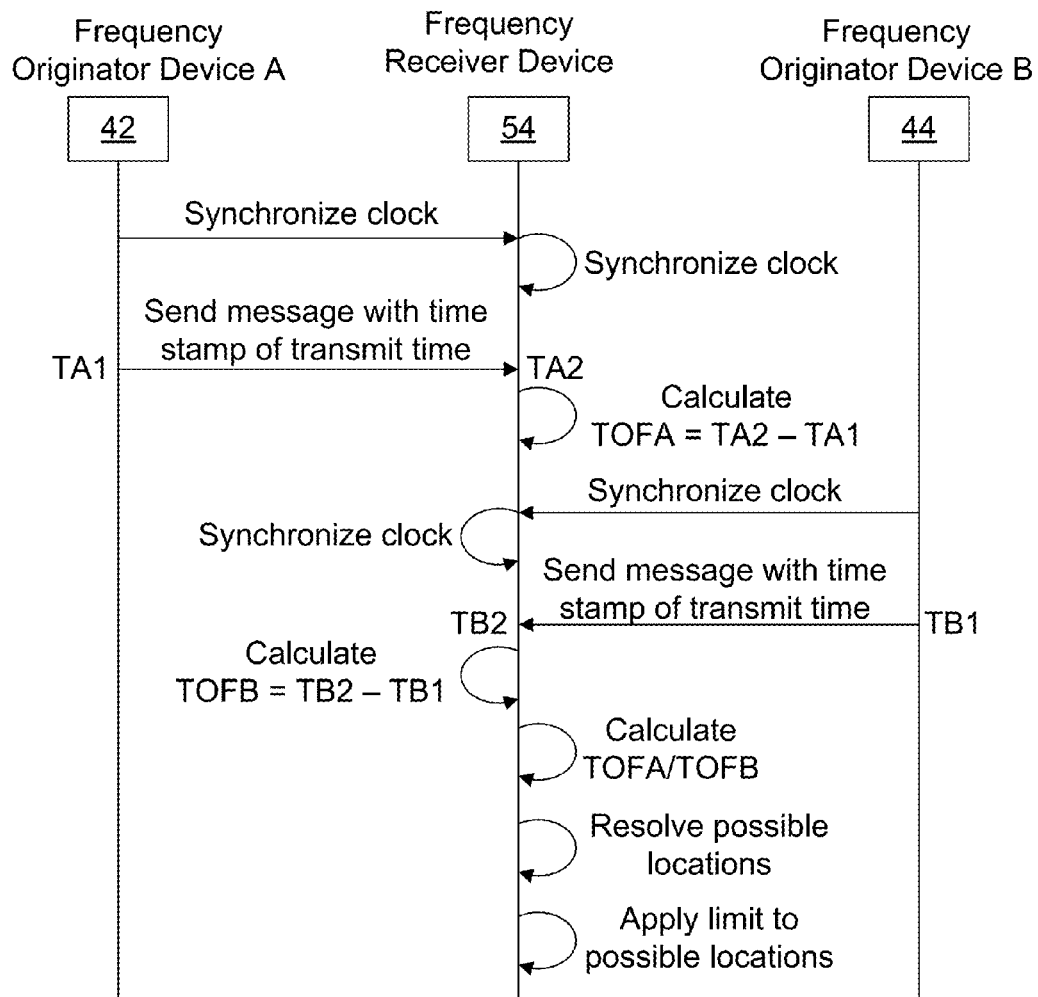 Frequency
Originator Device A
Frequency
Receiver Device
Frequency
Originator Device B
42
54
44
Synchronize clock
Synchronize clock
Send message with time
stamp of transmit time
TA1
TA2
Calculate
TOFA = TA2 – TA1
Synchronize clock
Synchronize clock
Send message with time
stamp of transmit time
TB2
TB1
Calculate
TOFB = TB2 – TB1
Calculate
TOFA/TOFB
Resolve possible
locations
Apply limit to
possible locations